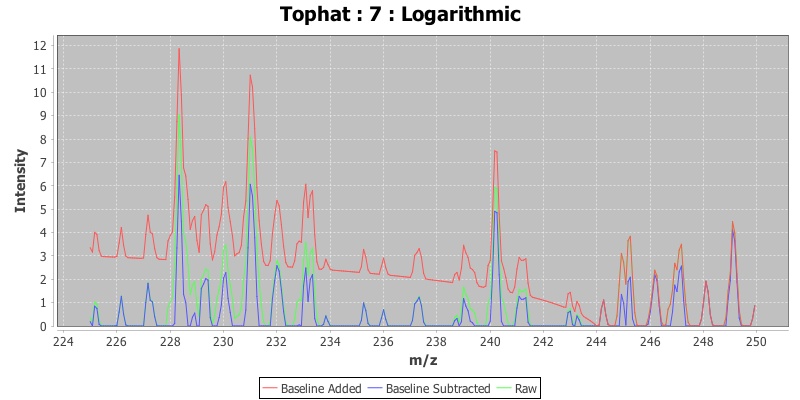 Tophat : 7 : Logarithmic
12
11
10
9
8
7
6
5
4
3
2
1
0
Intensity
224 226 228 230 232 234 236 238 240 242 244 246 248 250
m/z
Baseline Added Baseline Subtracted Raw